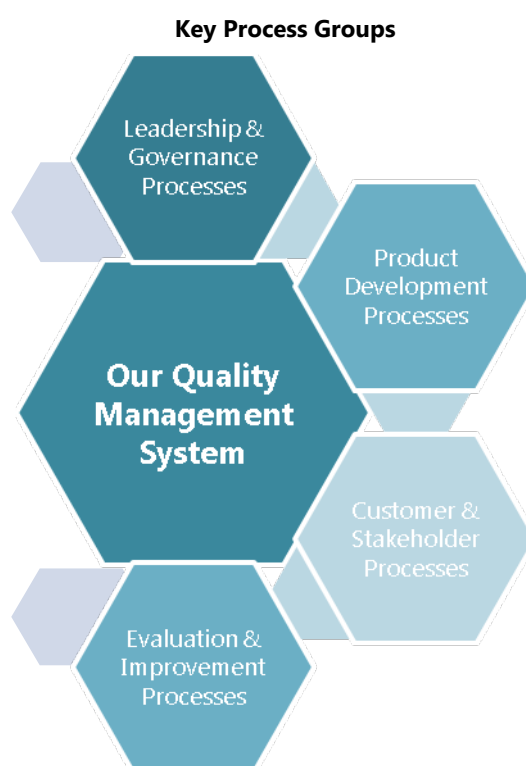 Key Process Groups
Leadership &
Governance
Processes
Product
Development
Processes
Our Quality
Management
System
Customer &
Stakeholder
Processes
Evaluation &
Improvement
Processes